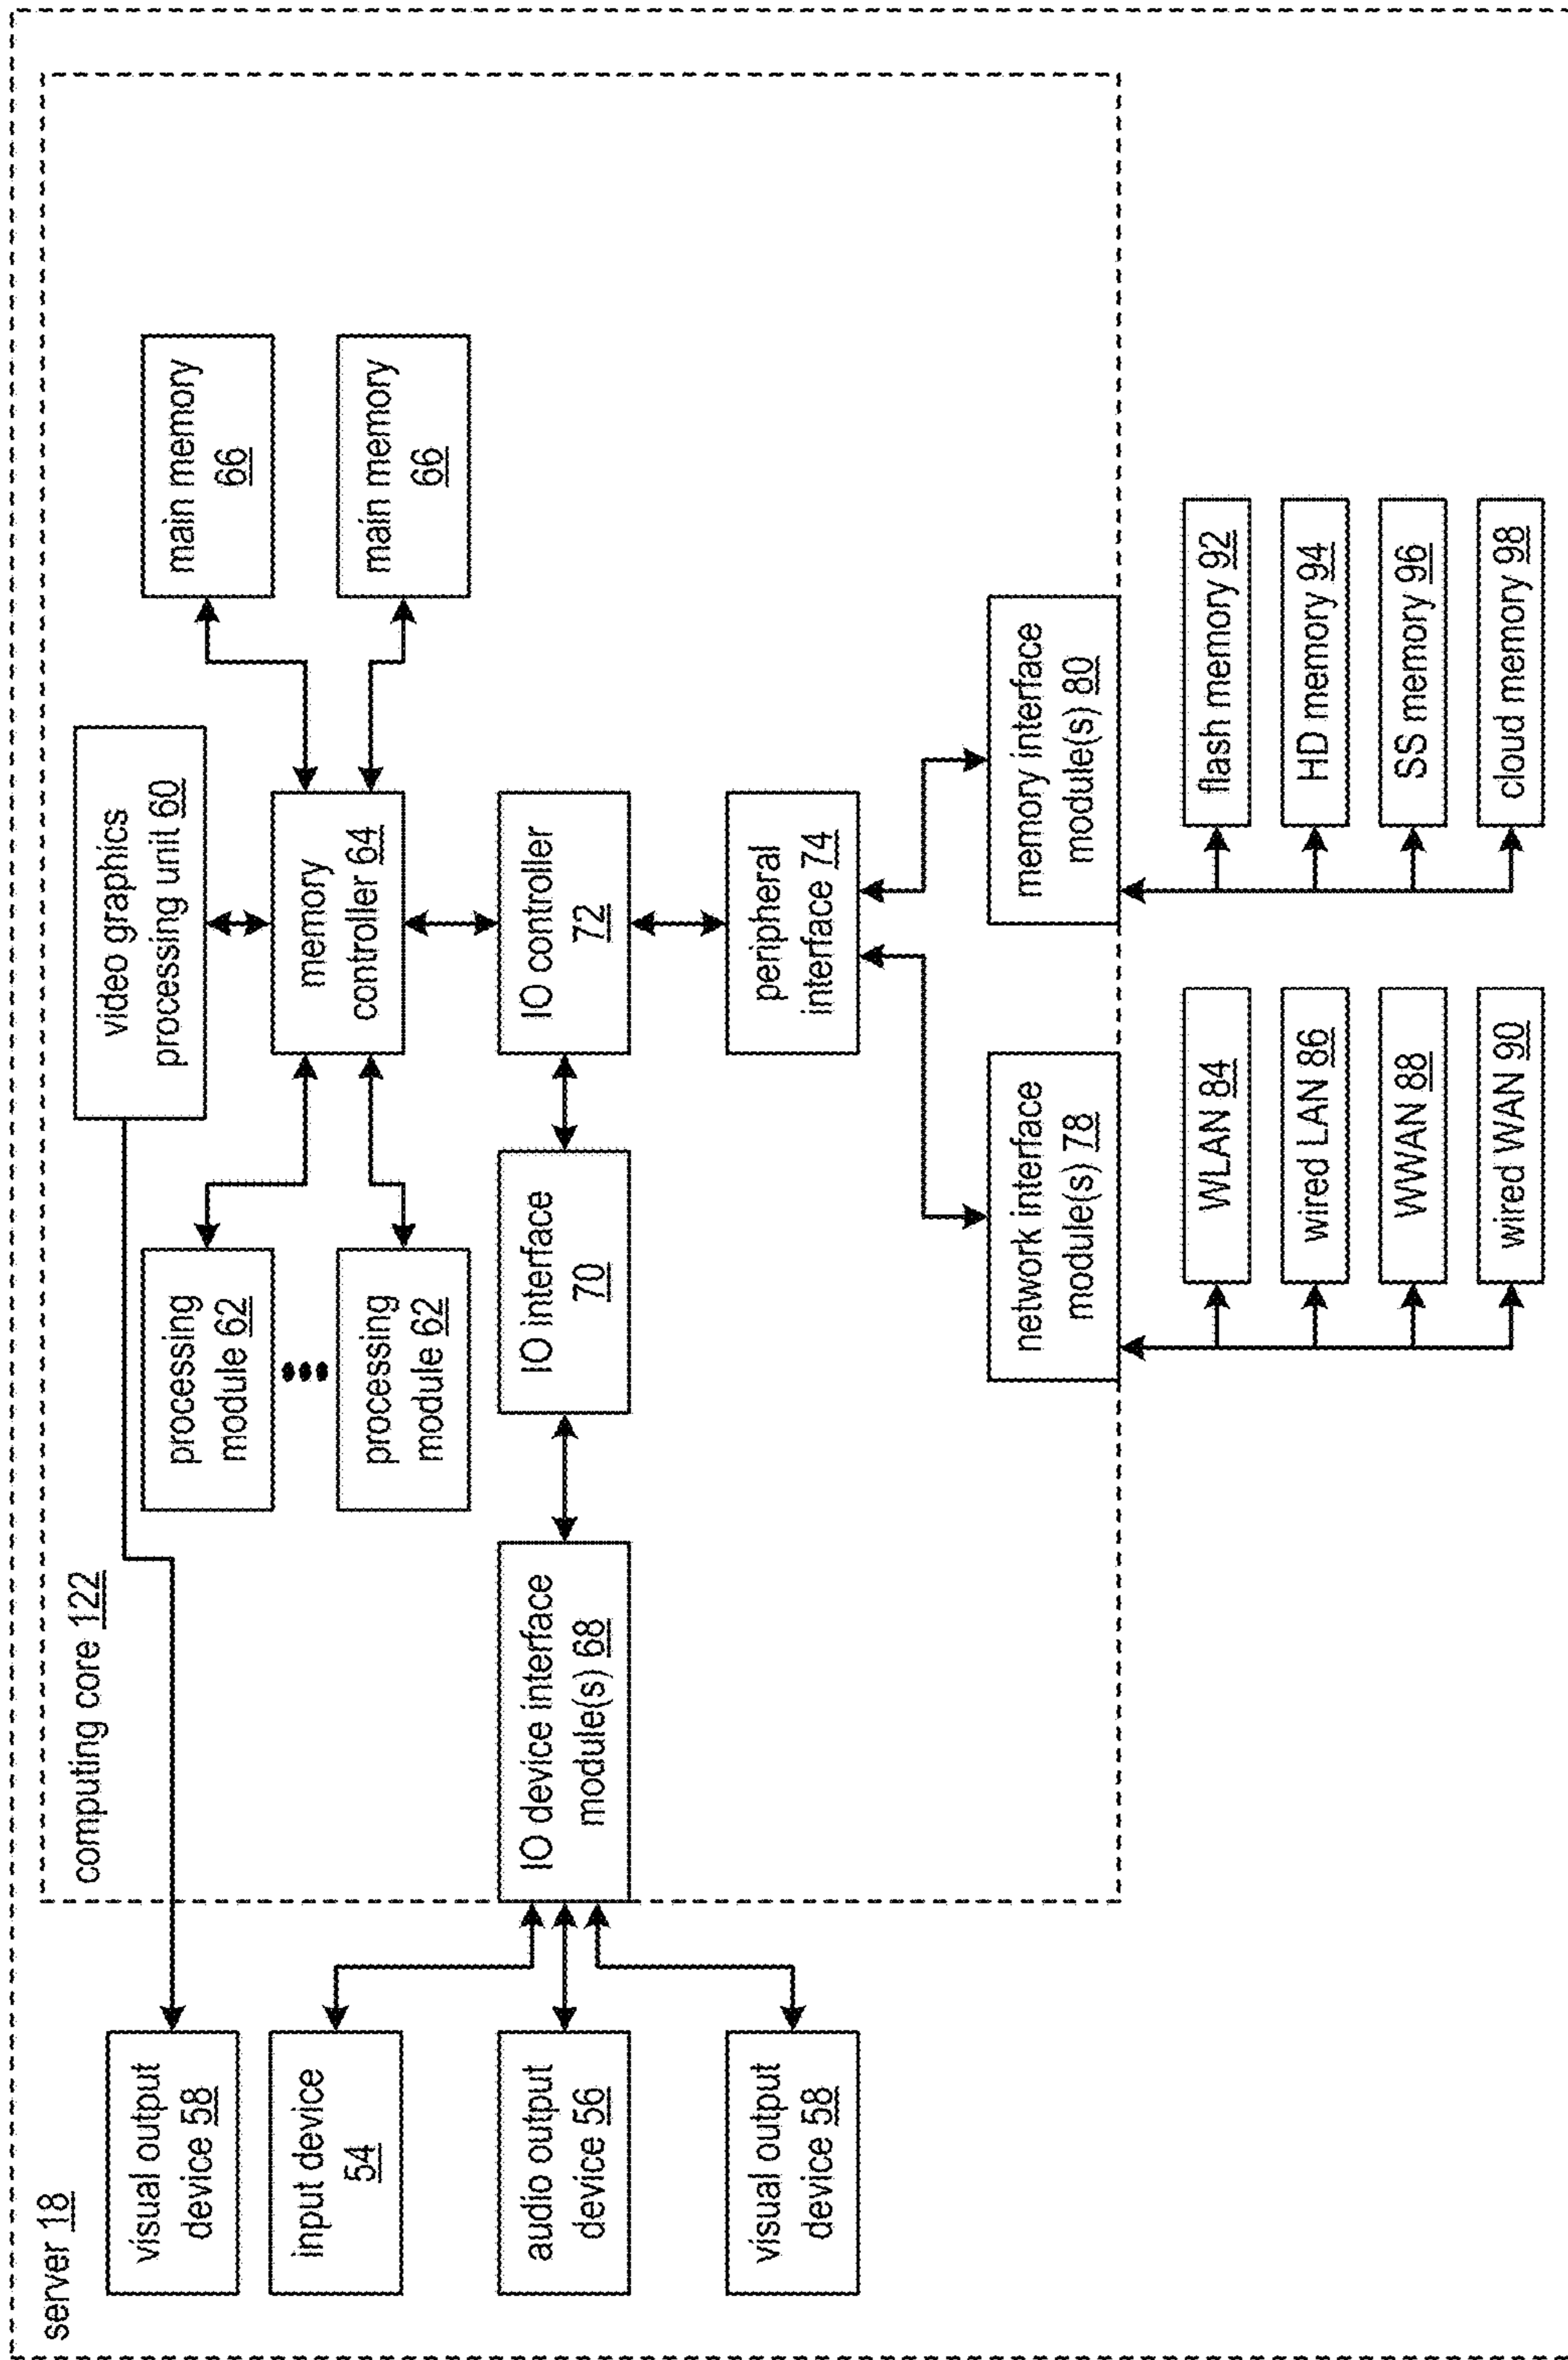 server 18
computing core 122
visual output
device 58
input device
54
audio output
device 56
visual output
device 58
video graphics
processing unit 60
processing
module 62
processing
module 62
memory
controller 64
main memory
66
main memory
66
IO device interface
module(s) 68
IO interface
70
IO controller
72
peripheral
interface 74
network interface
module(s) 78
memory interface
module(s) 80
WLAN 84
wired LAN 86
WWAN 88
wired WAN 90
flash memory 92
HD memory 94
SS memory 96
cloud memory 98